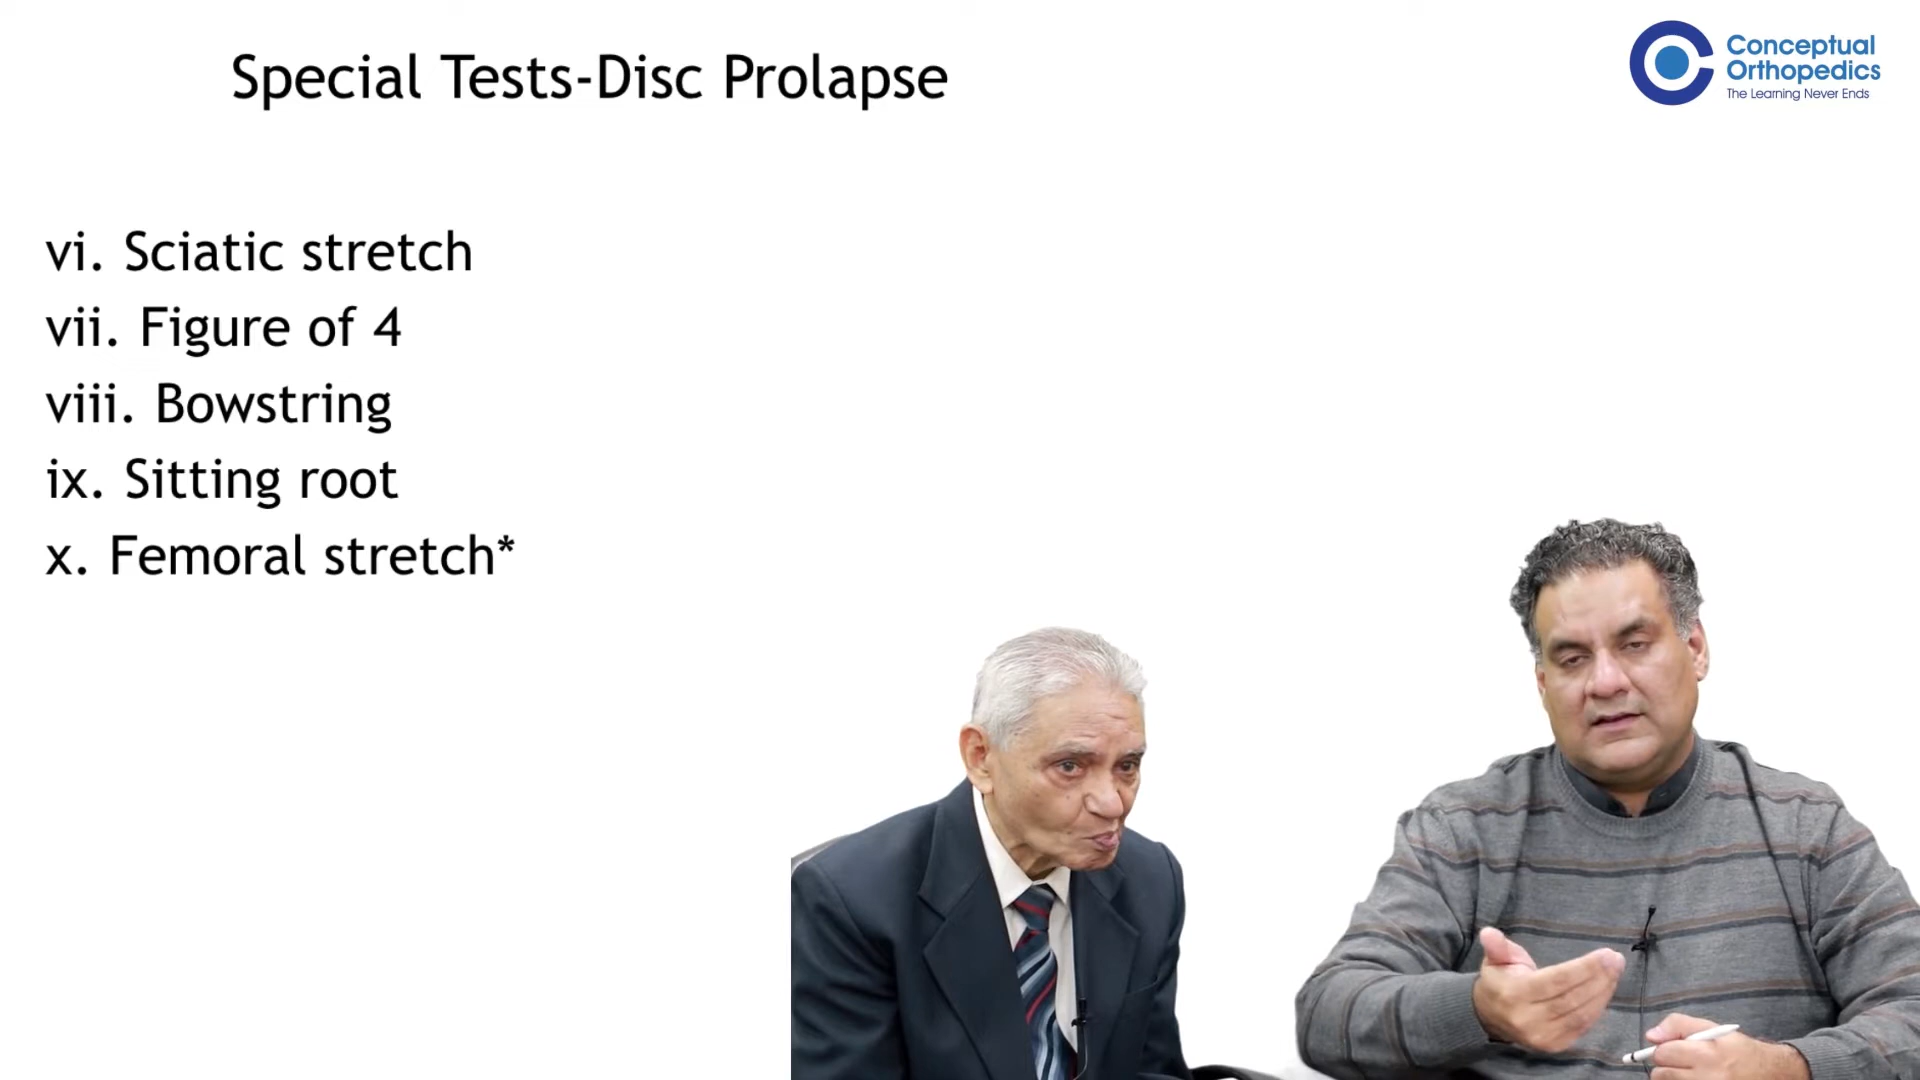 Special Tests-Disc Prolapse
Conceptual
Orthopedics
The Learning Never Ends
vi. Sciatic stretch
vii. Figure of 4
viii. Bowstring
ix. Sitting root
x. Femoral stretch*